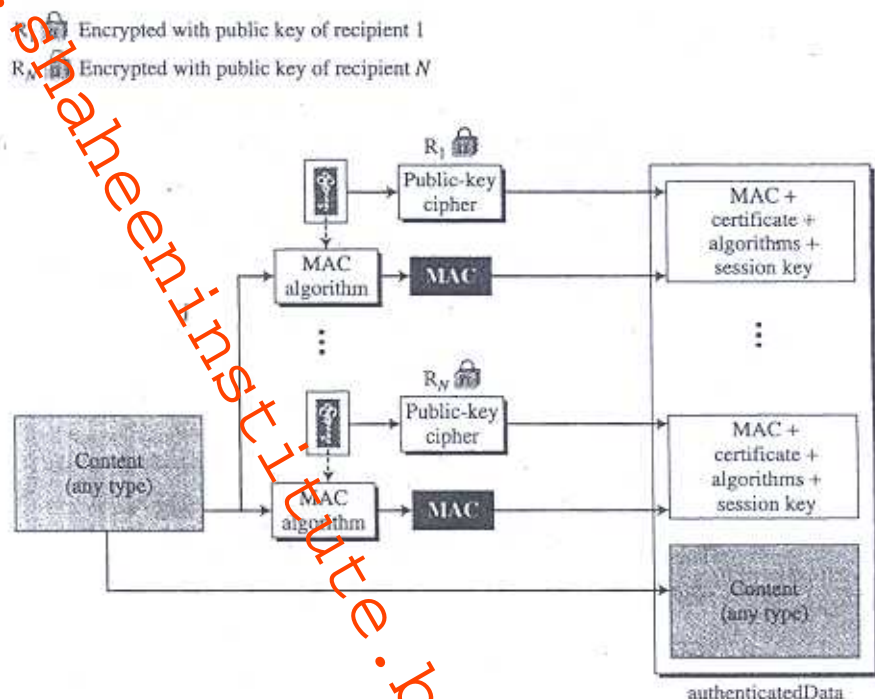 R₁ Encrypted with public key of recipient 1
R_N Encrypted with public key of recipient N
R₁
Public-key
cipher
MAC +
certificate +
algorithms +
session key
MAC
algorithm
MAC
R_N
Public-key
cipher
MAC +
certificate +
algorithms +
session key
Content
(any type)
MAC
algorithm
MAC
Content
(any type)
authenticatedData
.shaheeninstitute.b